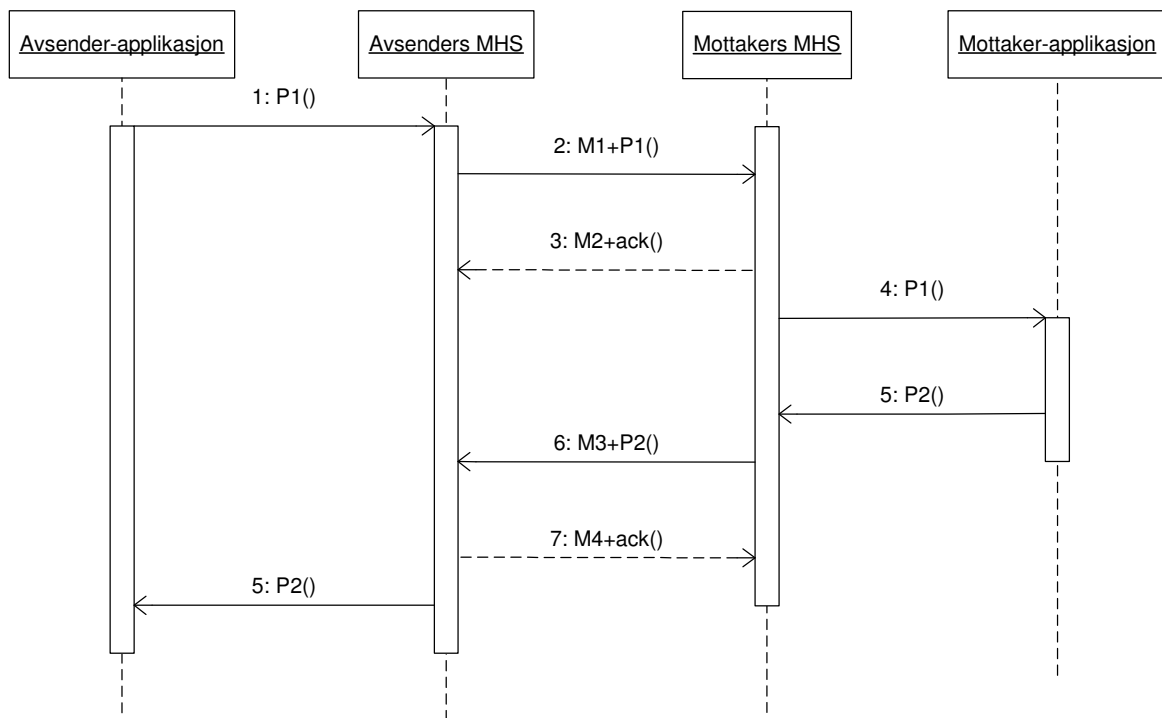 Avsender-applikasjon
Avsenders MHS
Mottakers MHS
Mottaker-applikasjon
1: P1()
2: M1+P1()
3: M2+ack()
4: P1()
5: P2()
6: M3+P2()
7: M4+ack()
5: P2()